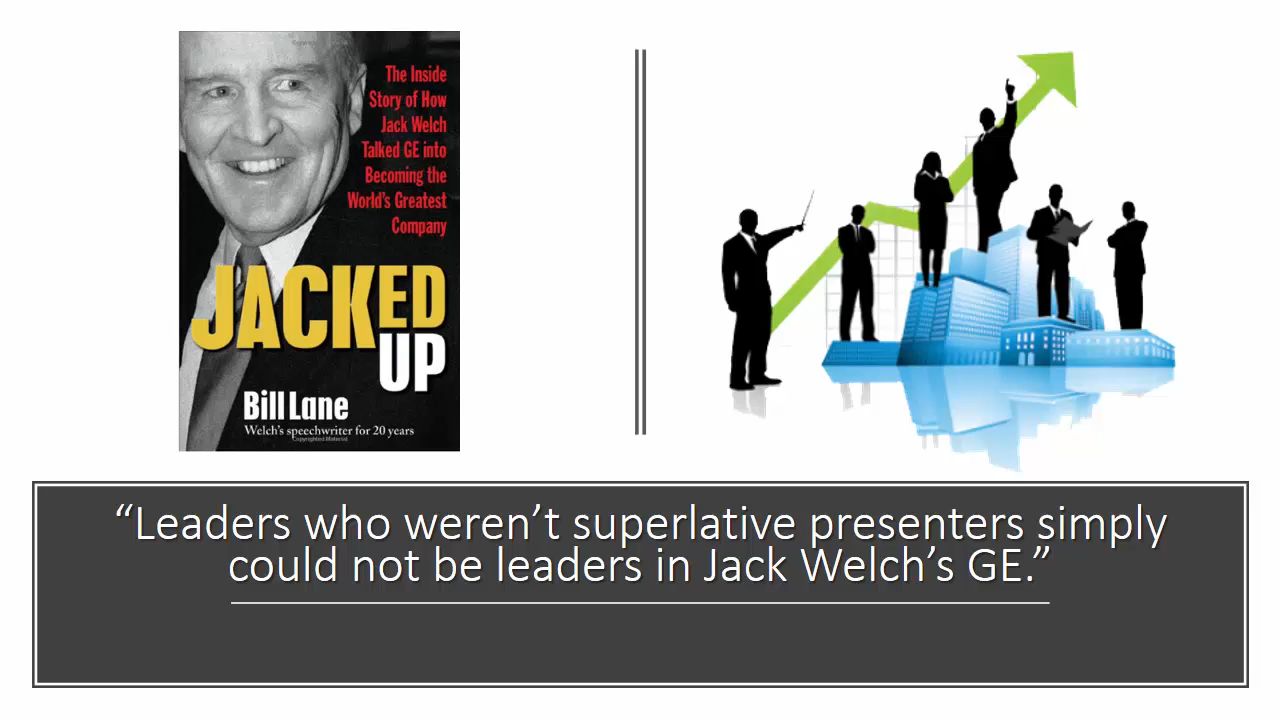 The Inside
Story of How
Jack Welch
Talked GE into
Becoming the
World's Greatest
Company
JACKED
UP
Bill Lane
Welch's speechwriter for 20 years
Copyrighted Material
“Leaders who weren’t superlative presenters simply
could not be leaders in Jack Welch’s GE.”